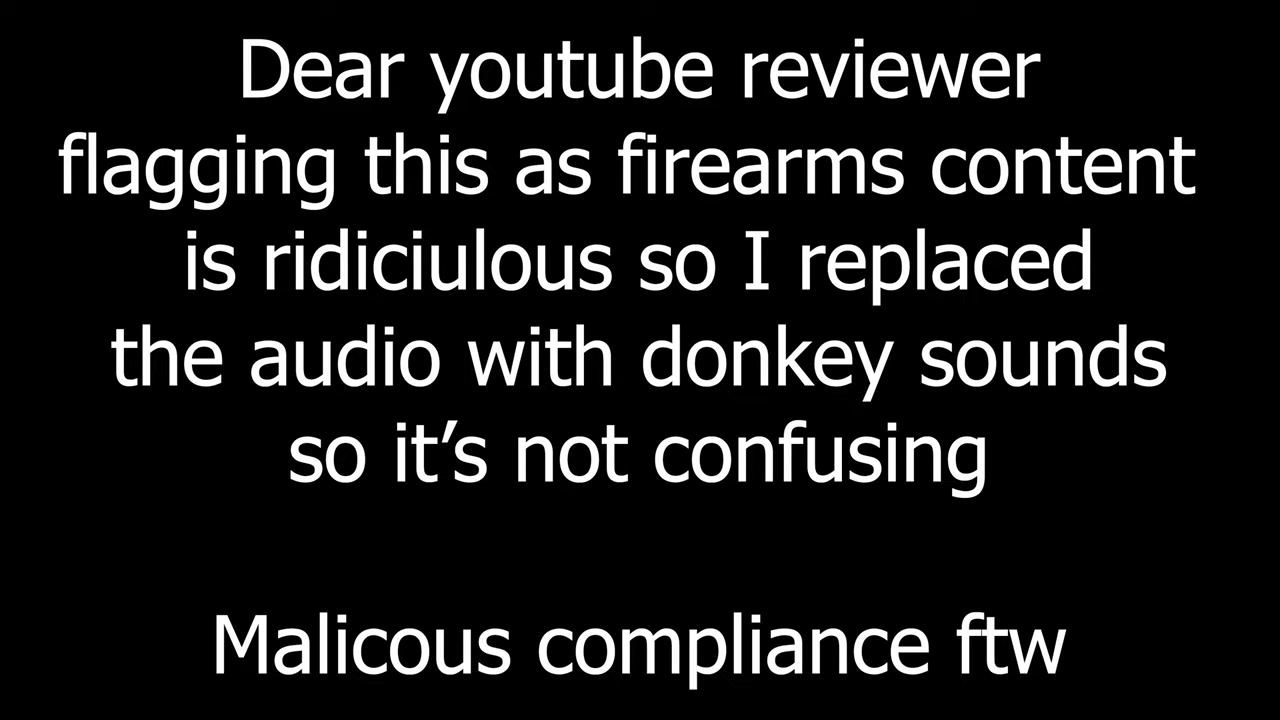 Dear youtube reviewer
flagging this as firearms content
is ridiciulous so I replaced
the audio with donkey sounds
so it’s not confusing
Malicous compliance ftw